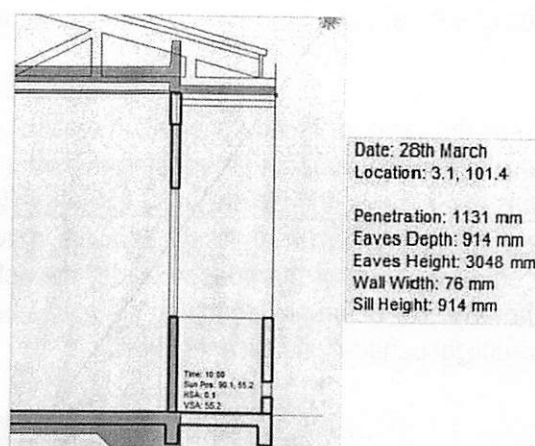 Date: 28th March
Location: 3.1, 101.4
Penetration: 1131 mm
Eaves Depth: 914 mm
Eaves Height: 3048 mm
Wall Width: 76 mm
Sill Height: 914 mm
Time: 10:00
Sun Pos: 90.1, 55.2
HSA: 0.1
VSA: 55.2